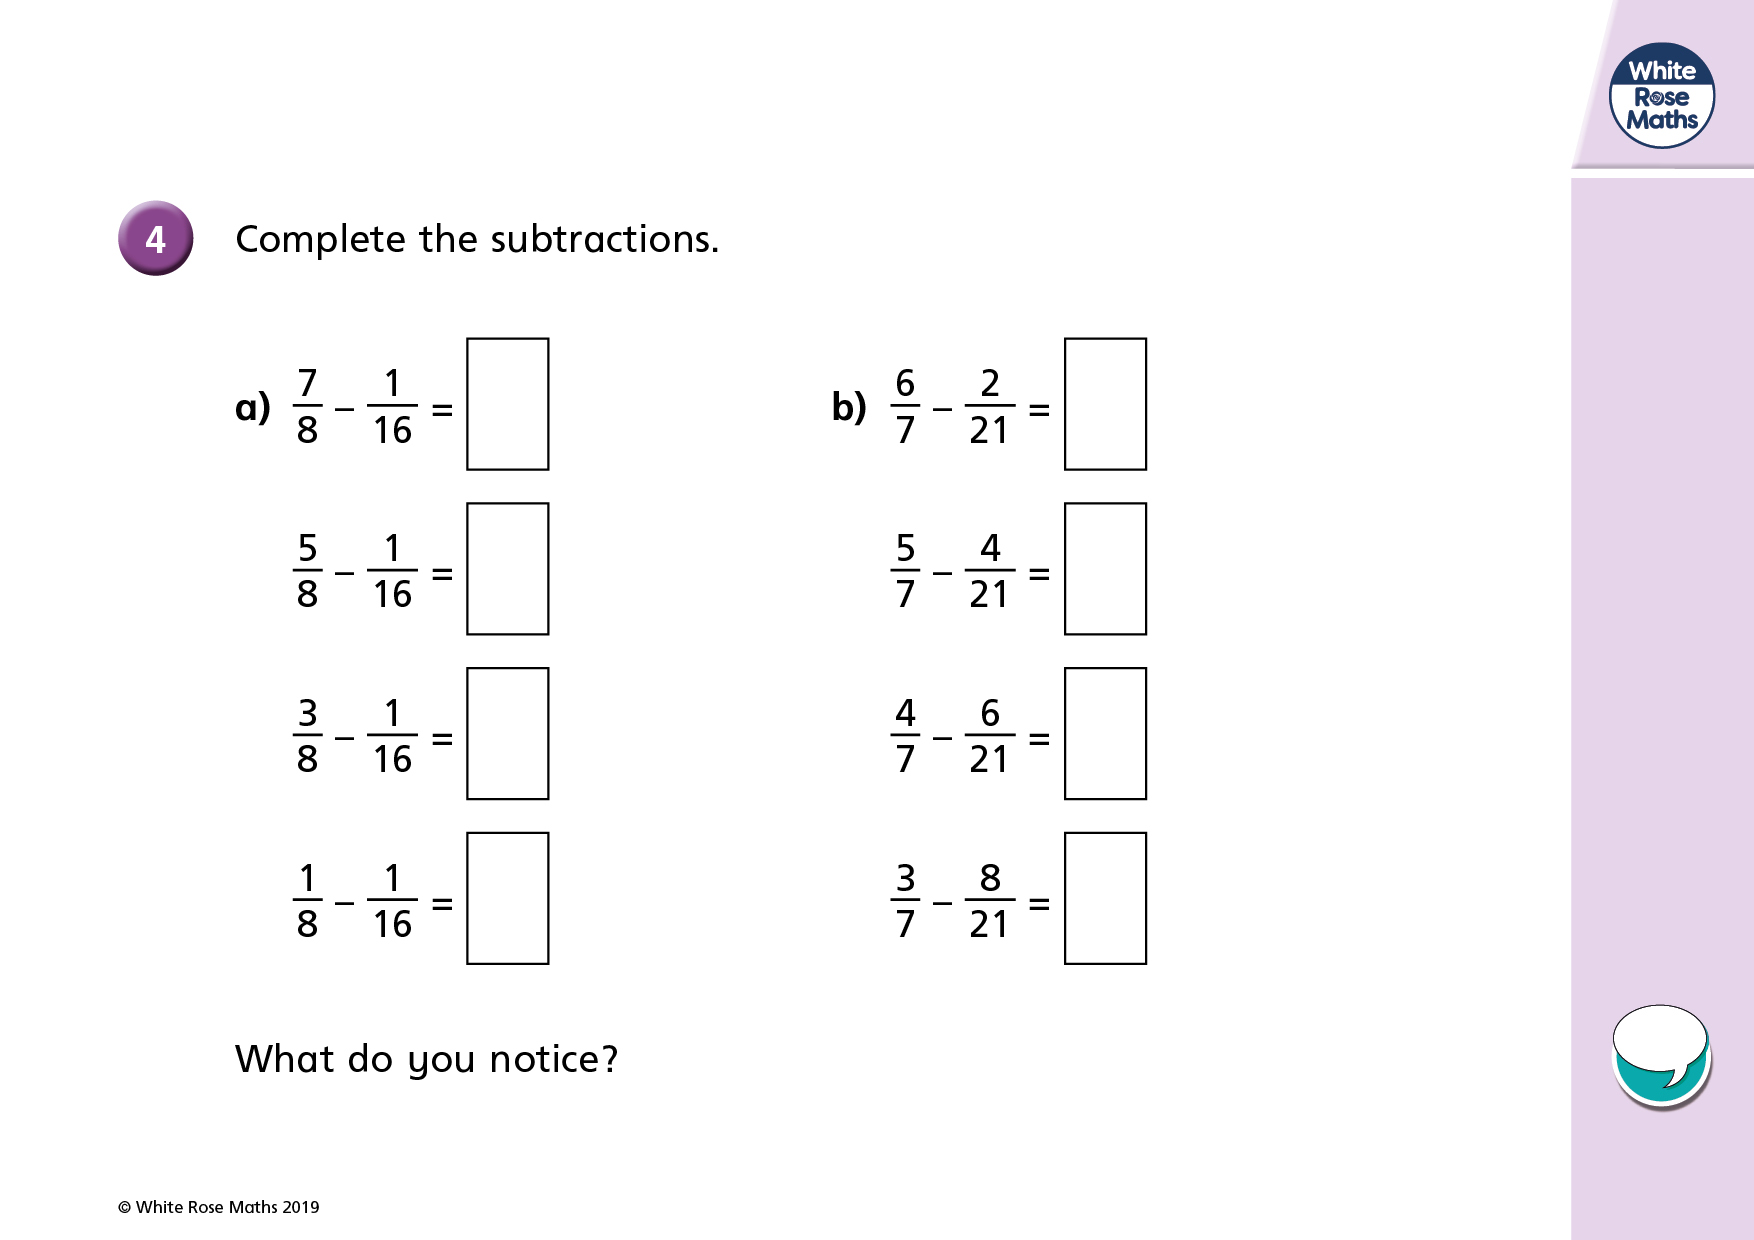 White
Rose
Maths
4 Complete the subtractions.
a) 7/8 – 1/16 =
b) 6/7 – 2/21 =
5/8 – 1/16 =
5/7 – 4/21 =
3/8 – 1/16 =
4/7 – 6/21 =
1/8 – 1/16 =
3/7 – 8/21 =
What do you notice?
© White Rose Maths 2019